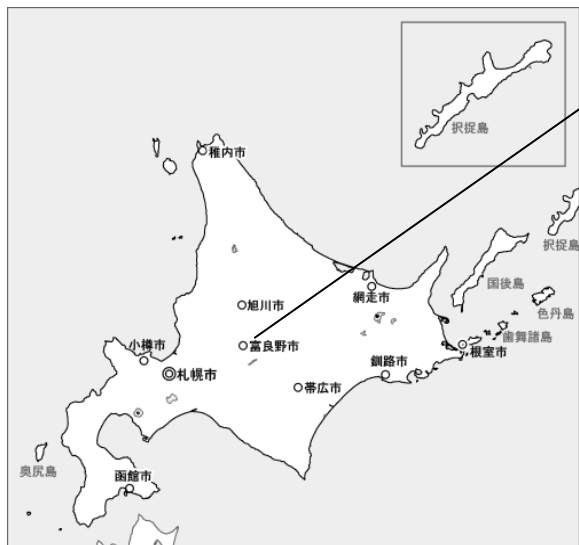 択捉島
稚内市
択捉島
国後島
網走市
色丹島
旭川市
歯舞諸島
富良野市
根室市
小樽市
釧路市
札幌市
帯広市
奥尻島
函館市